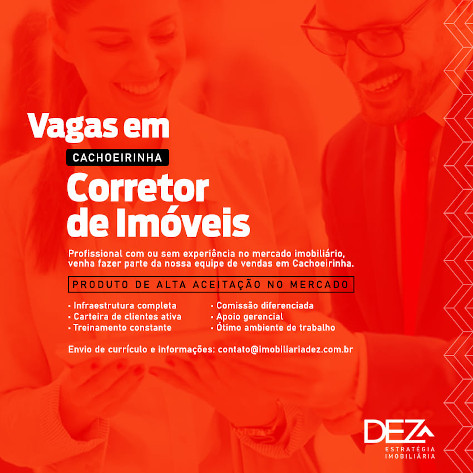 Vagas em
CACHOEIRINHA
Corretor
de Imóveis
Profissional com ou sem experiência no mercado imobiliário,
venha fazer parte da nossa equipe de vendas em Cachoeirinha.
PRODUTO DE ALTA ACEITAÇÃO NO MERCADO
• Infraestrutura completa
• Carteira de clientes ativa
• Treinamento constante
• Comissão diferenciada
• Apoio gerencial
• Ótimo ambiente de trabalho
Envio de currículo e informações: contato@imobiliariadez.com.br
DEZ
ESTRATÉGIA
IMOBILIÁRIA